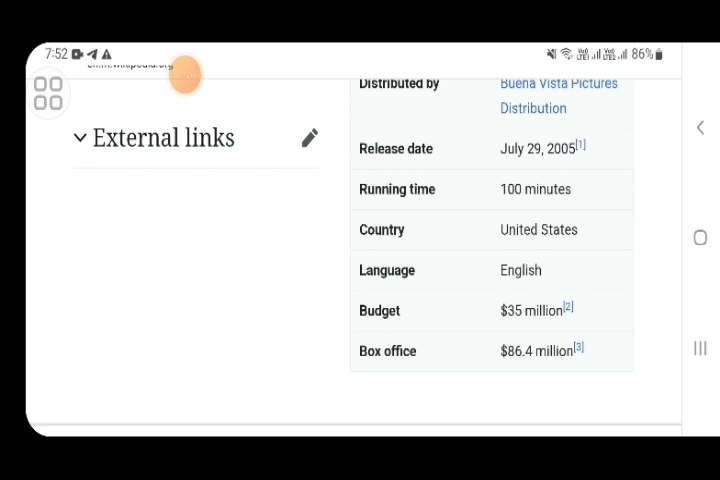 7:52
86%
Distributed by
Buena Vista Pictures
Distribution
External links
Release date
July 29, 2005[1]
Running time
100 minutes
Country
United States
Language
English
Budget
$35 million[2]
Box office
$86.4 million[3]